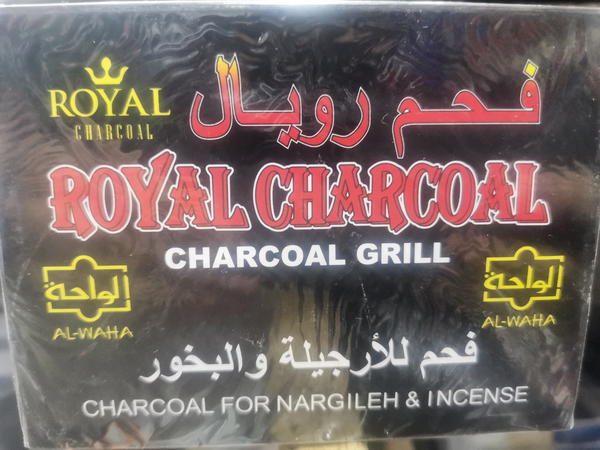 ROYAL
CHARCOAL
فحم رويال
ROYAL CHARCOAL
CHARCOAL GRILL
الواحة
AL-WAHA
الواحة
AL-WAHA
فحم للأرجيلة والبخور
CHARCOAL FOR NARGILEH & INCENSE